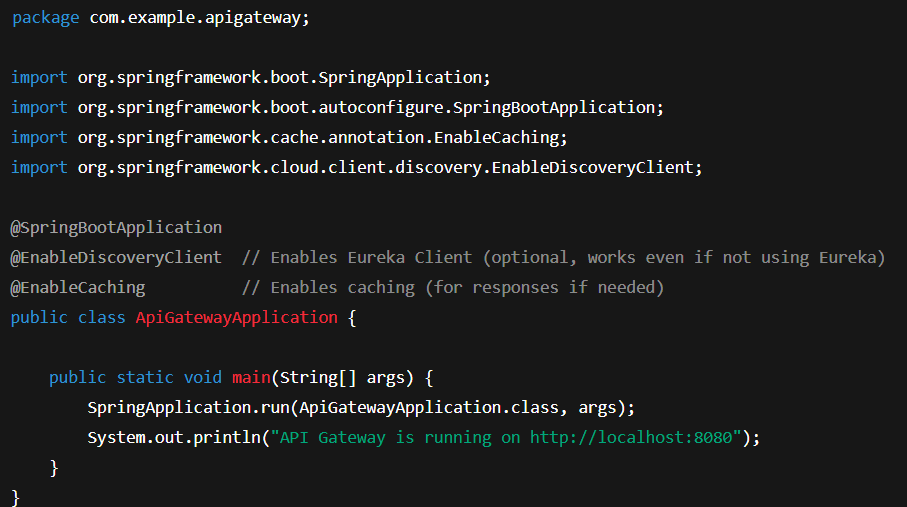 package com.example.apigateway;
import org.springframework.boot.SpringApplication;
import org.springframework.boot.autoconfigure.SpringBootApplication;
import org.springframework.cache.annotation.EnableCaching;
import org.springframework.cloud.client.discovery.EnableDiscoveryClient;
@SpringBootApplication
@EnableDiscoveryClient  // Enables Eureka Client (optional, works even if not using Eureka)
@EnableCaching          // Enables caching (for responses if needed)
public class ApiGatewayApplication {
    public static void main(String[] args) {
        SpringApplication.run(ApiGatewayApplication.class, args);
        System.out.println("API Gateway is running on http://localhost:8080");
    }
}